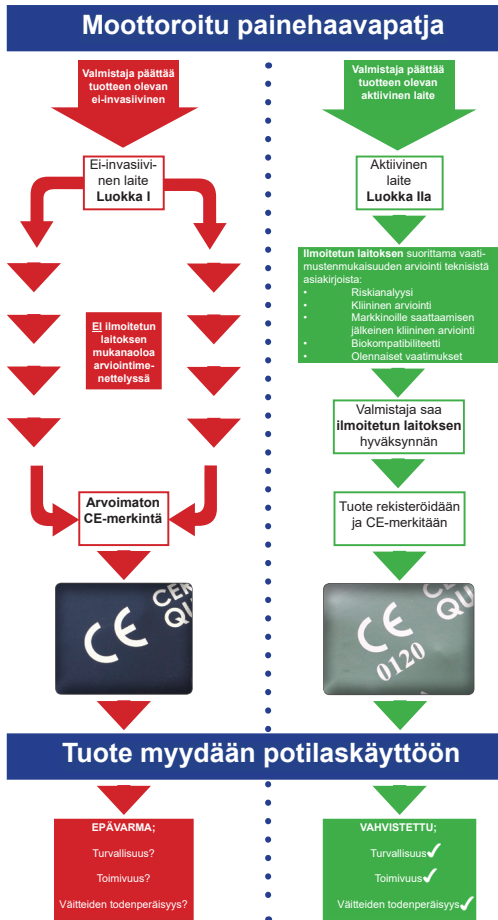 Moottoroitu painehaavapatja
Valmistaja päättää
tuotteen olevan
ei-invasiivinen
Ei-invasiivi-
nen laite
Luokka I
EI ilmoitetun
laitoksen
mukanaoloa
arviointime-
nettelyssä
Arvoimaton
CE-merkintä
CE
CER
QU
Valmistaja päättää
tuotteen olevan
aktiivinen laite
Aktiivinen
laite
Luokka IIa
Ilmoitetun laitoksen suorittama vaati-
mustenmukaisuuden arviointi teknisistä
asiakirjoista:
• Riskianalyysi
• Kliininen arviointi
• Markkinoille saattaamisen
jälkeinen kliininen arviointi
• Biokompatibiliteetti
• Olennaiset vaatimukset
Valmistaja saa
ilmoitetun laitoksen
hyväksynnän
Tuote rekisteröidään
ja CE-merkitään
CE
0120
QU
Tuote myydään potilaskäyttöön
EPÄVARMA;
Turvallisuus?
Toimivuus?
Väitteiden todenperäisyys?
VAHVISTETTU;
Turvallisuus✓
Toimivuus✓
Väitteiden todenperäisyys✓